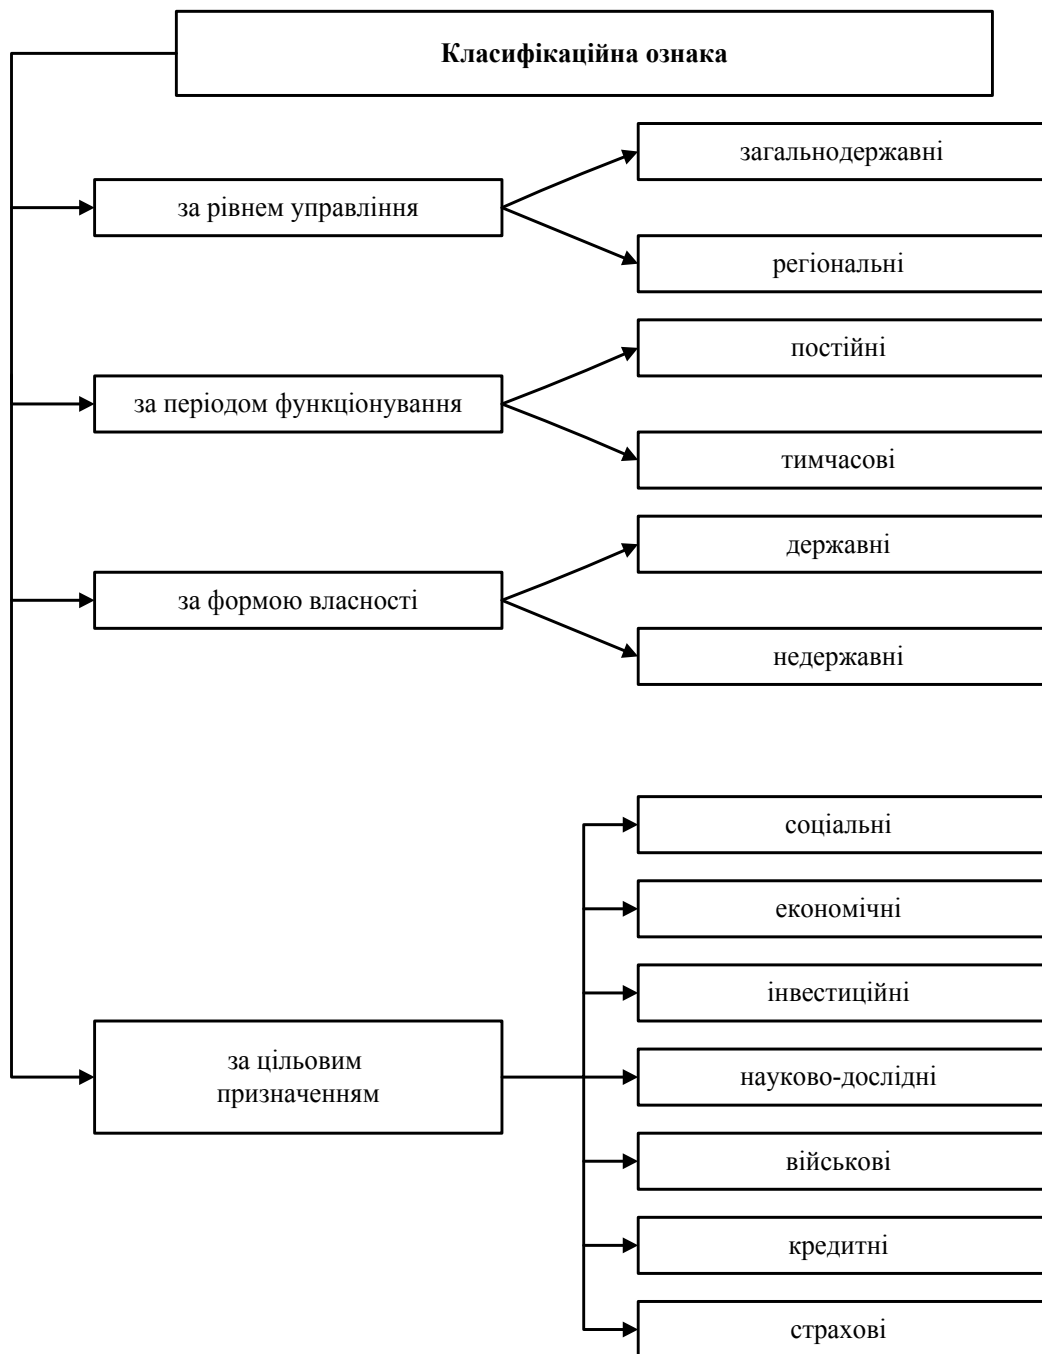 Класифікаційна ознака
за рівнем управління
загальнодержавні
регіональні
за періодом функціонування
постійні
тимчасові
за формою власності
державні
недержавні
за цільовим
призначенням
соціальні
економічні
інвестиційні
науково-дослідні
військові
кредитні
страхові